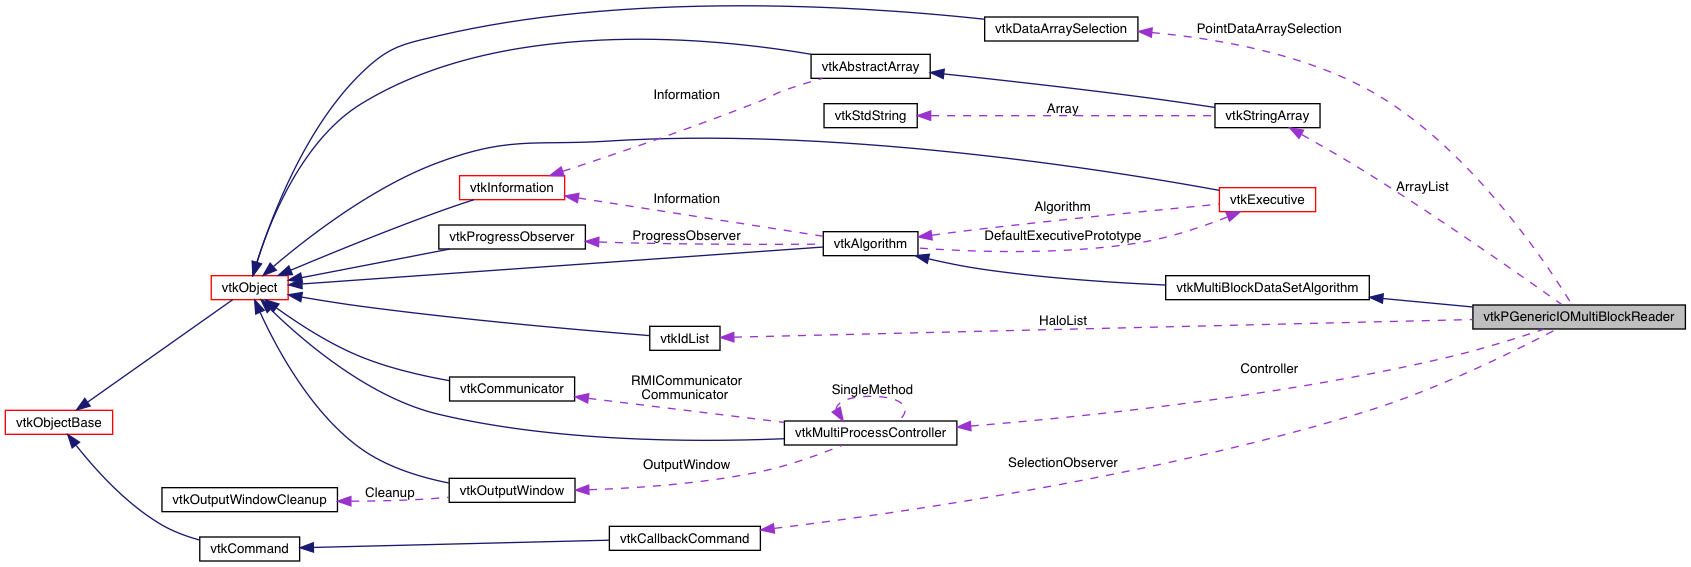 vtkDataArraySelection
PointDataArraySelection
vtkAbstractArray
Information
vtkStdString
Array
vtkStringArray
vtkInformation
Information
ArrayList
Algorithm
vtkExecutive
vtkProgressObserver
ProgressObserver
vtkAlgorithm
DefaultExecutivePrototype
vtkObject
vtkMultiBlockDataSetAlgorithm
vtkPGenericIOMultiBlockReader
HaloList
vtkIdList
Controller
vtkCommunicator
RMICommunicator
Communicator
SingleMethod
vtkObjectBase
vtkMultiProcessController
OutputWindow
SelectionObserver
vtkOutputWindowCleanup
Cleanup
vtkOutputWindow
vtkCommand
vtkCallbackCommand